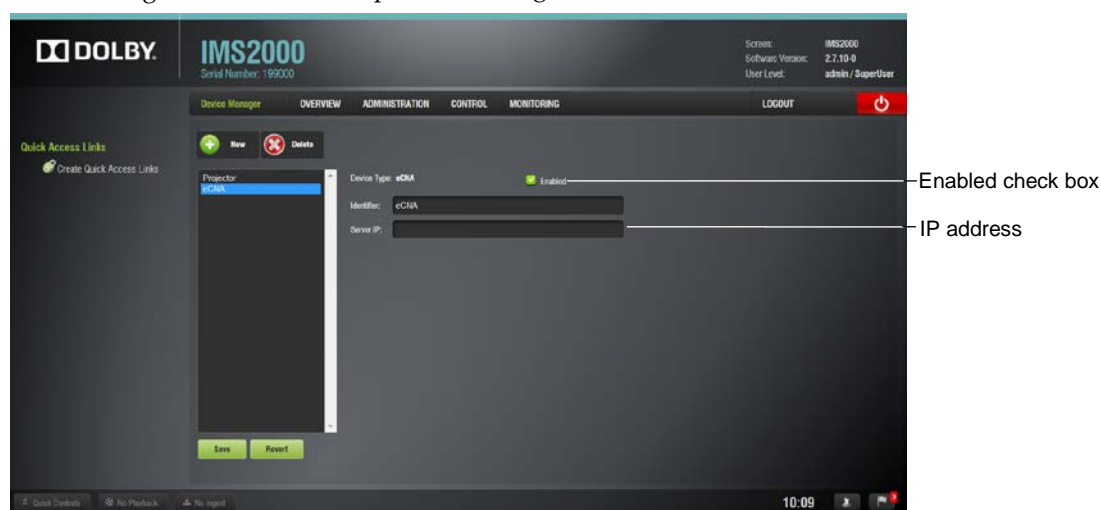 DOLBY.
IMS2000
Serial Number: 199000
Screen: IMS2000
Software Version: 2.7.10-0
User Level: admin / SuperUser
Device Manager OVERVIEW ADMINISTRATION CONTROL MONITORING LOGOUT
Quick Access Links
Create Quick Access Links
New Delete
Projector
eCNA
Device Type: eCNA Enabled
Identifier: eCNA
Server IP:
Enabled check box
IP address
Save Revert
Quick Controls No Playback No ingest
10:09